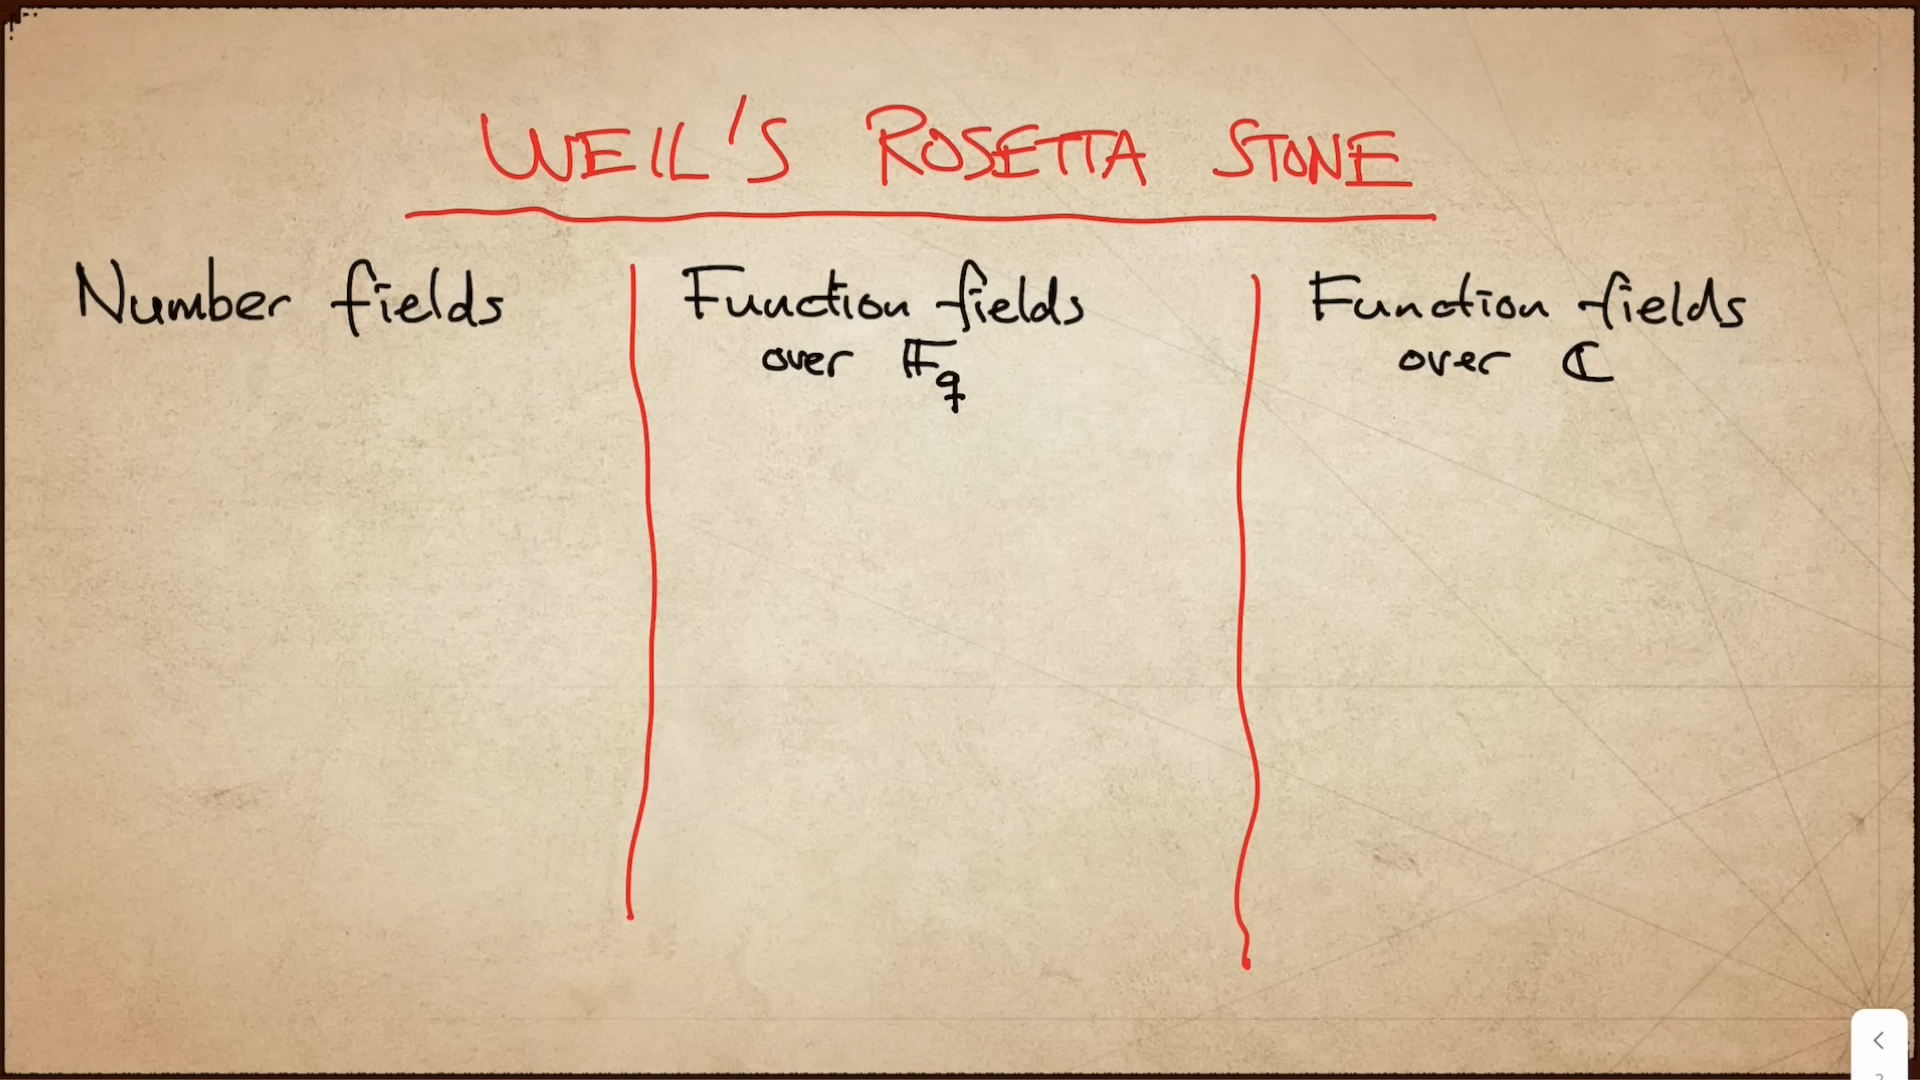 WEIL'S ROSETTA STONE
Number fields
Function fields
over 𝔽q
Function fields
over ℂ